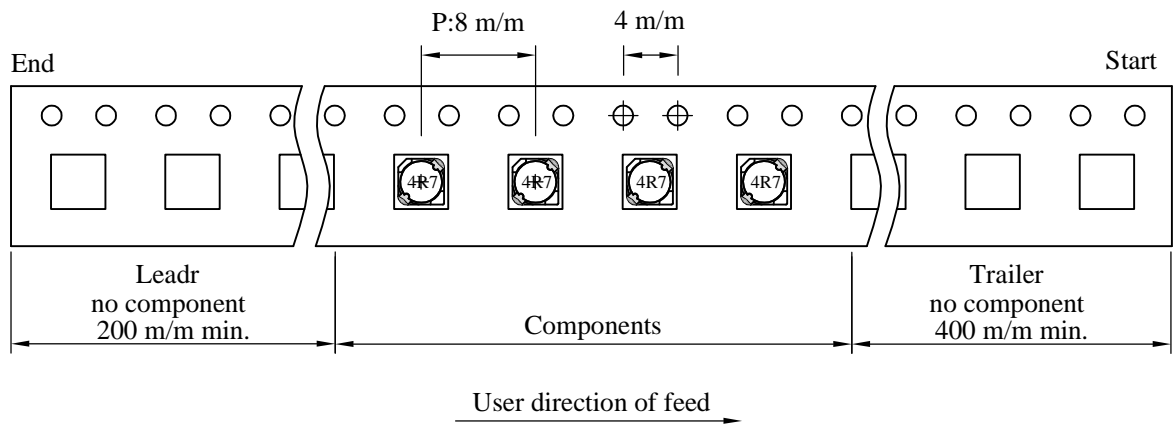 P:8 m/m
4 m/m
End
Start
4R7
4R7
4R7
4R7
Leadr
no component
200 m/m min.
Components
Trailer
no component
400 m/m min.
User direction of feed